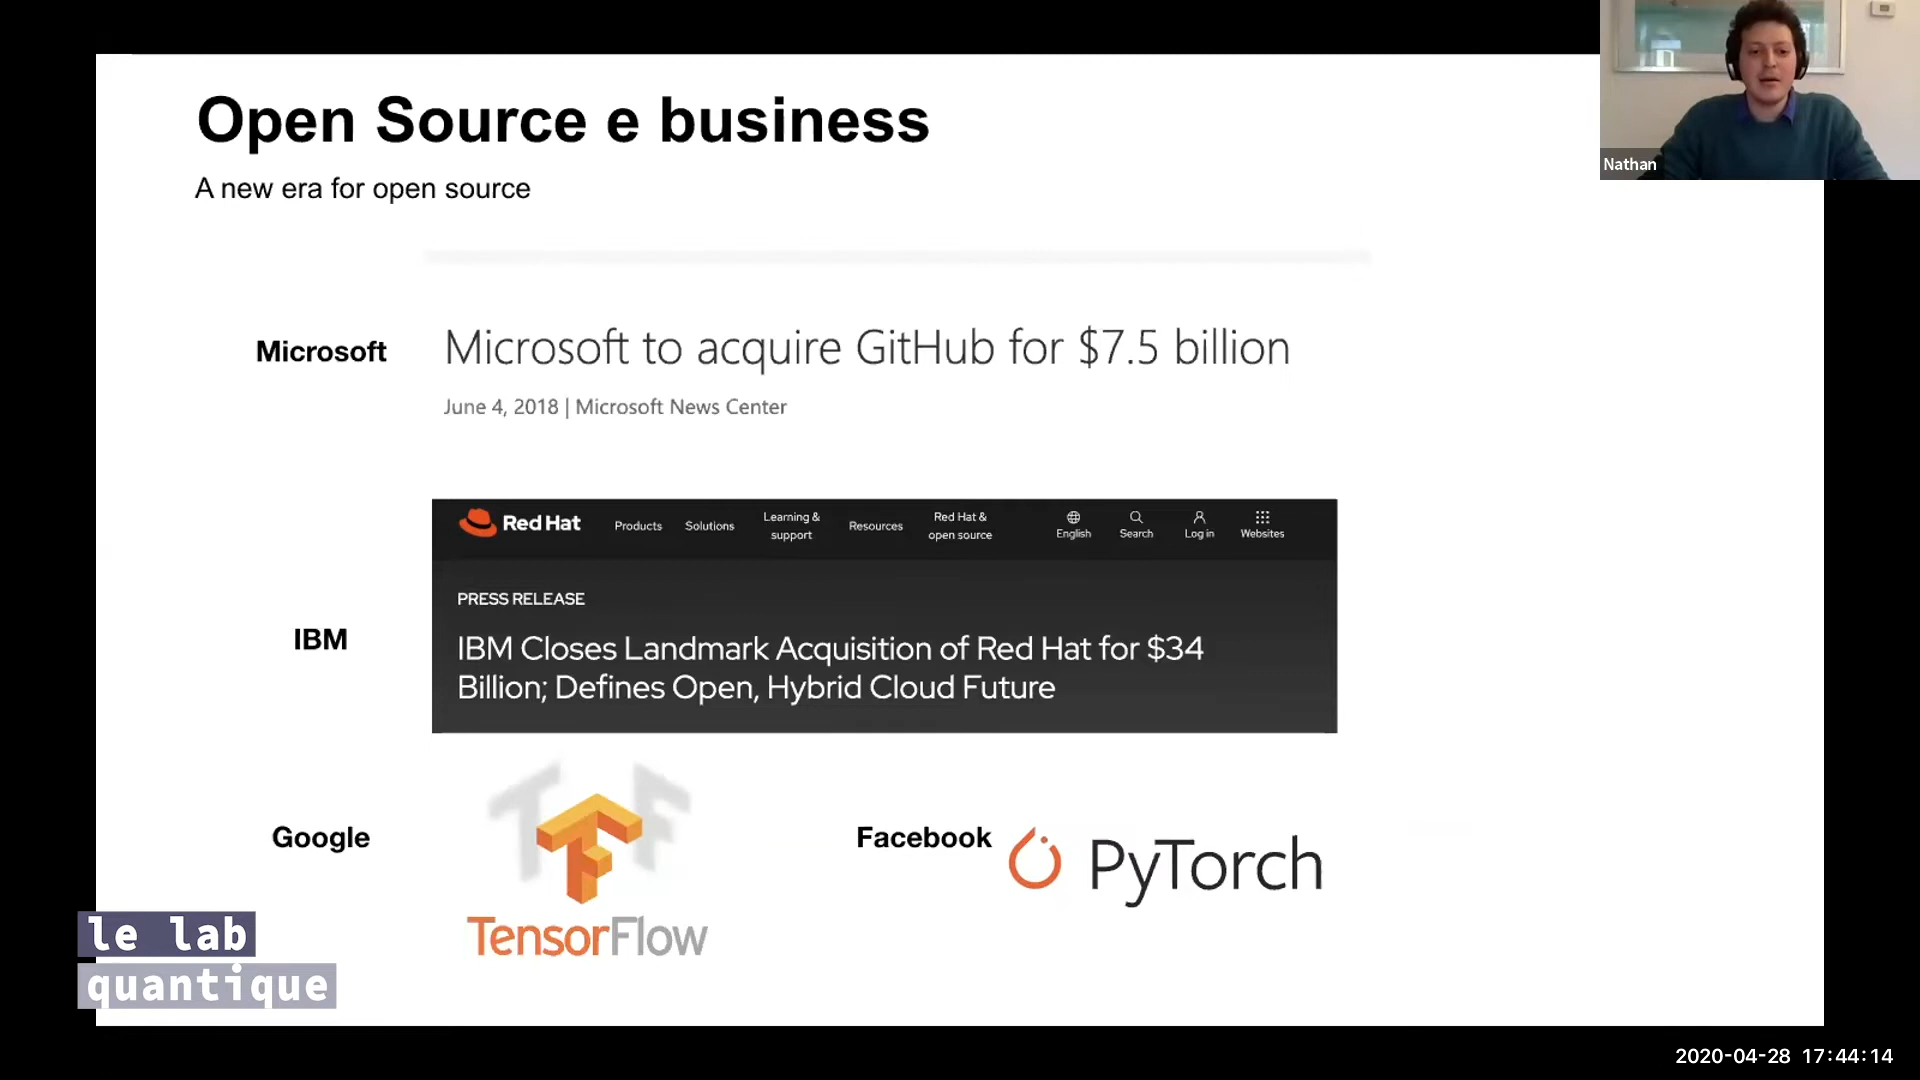 Open Source e business
A new era for open source
Nathan
Microsoft
Microsoft to acquire GitHub for $7.5 billion
June 4, 2018 | Microsoft News Center
Red Hat
Products
Solutions
Learning &
support
Resources
Red Hat &
open source
English
Search
Log in
Websites
PRESS RELEASE
IBM
IBM Closes Landmark Acquisition of Red Hat for $34
Billion; Defines Open, Hybrid Cloud Future
Google
TensorFlow
Facebook
PyTorch
le lab
quantique
2020-04-28 17:44:14